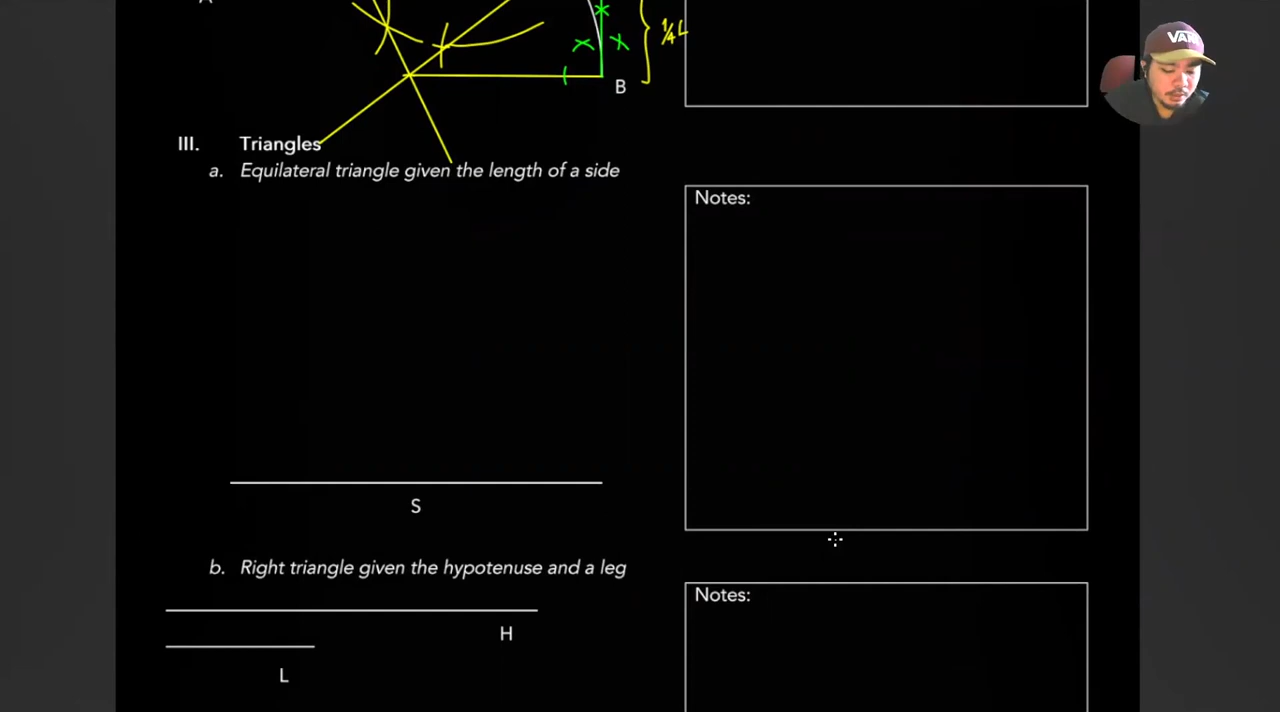 VANS
¼L
B
III. Triangles
a. Equilateral triangle given the length of a side
Notes:
S
b. Right triangle given the hypotenuse and a leg
Notes:
H
L